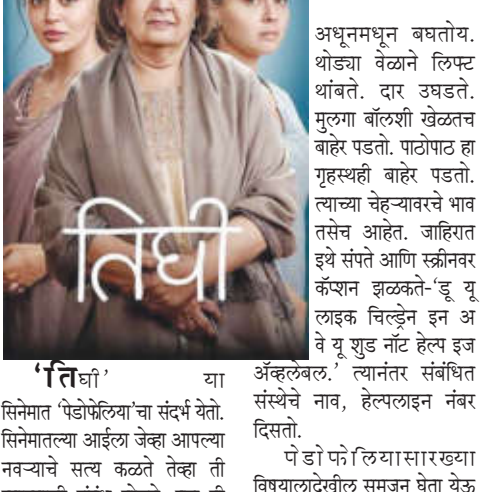 तिघी
'तिघी' या
सिनेमात 'पेडोफेलिया'चा संदर्भ येतो.
सिनेमातल्या आईला जेव्हा आपल्या
नवऱ्याचे सत्य कळते तेव्हा ती
अधूनमधून बघतोय.
थोड्या वेळाने लिफ्ट
थांबते. दार उघडते.
मुलगा बॉलशी खेळतच
बाहेर पडतो. पाठोपाठ हा
गृहस्थही बाहेर पडतो.
त्याच्या चेहऱ्यावरचे भाव
तसेच आहेत. जाहिरात
इथे संपते आणि स्क्रीनवर
कॅप्शन झळकते-'डू यू
लाइक चिल्ड्रेन इन अ
वे यू शुड नॉट हेल्प इज
ॲव्हलेबल.' त्यानंतर संबंधित
संस्थेचे नाव, हेल्पलाइन नंबर
दिसतो.
पेडोफोलियासारख्या
विषयालादेखील समजून घेता येऊ